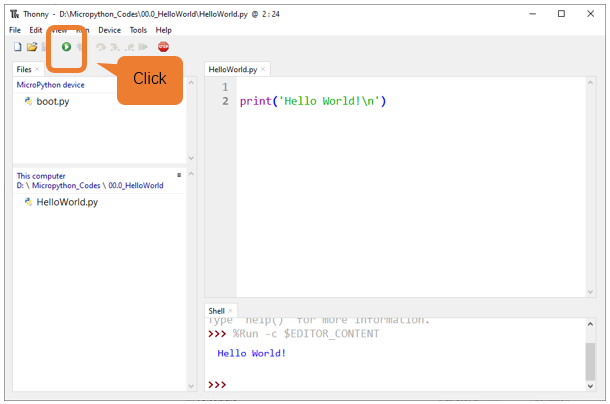 Thonny - D:\Micropython_Codes\00.0_HelloWorld\HelloWorld.py @ 2:24
File Edit View Run Device Tools Help
Click
Files
HelloWorld.py
MicroPython device
boot.py
1
2 print('Hello World!\n')
This computer
D: \ Micropython_Codes \ 00.0_HelloWorld
HelloWorld.py
Shell
Type "help()" for more information.
>>> %Run -c $EDITOR_CONTENT
Hello World!
>>>
STOP